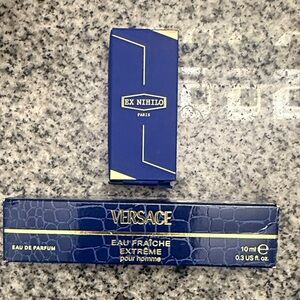 EX NIHILO
PARIS
VERSACE
EAU FRAÎCHE
EXTRÊME
pour homme
EAU DE PARFUM
10 ml e
0.3 US fl. oz.